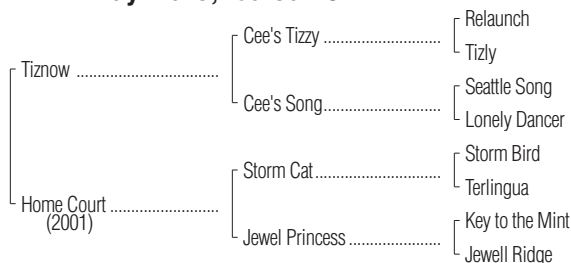 Relaunch
Cee's Tizzy
Tizly
Tiznow
Seattle Song
Cee's Song
Lonely Dancer
Storm Bird
Storm Cat
Terlingua
Home Court
(2001)
Key to the Mint
Jewel Princess
Jewell Ridge